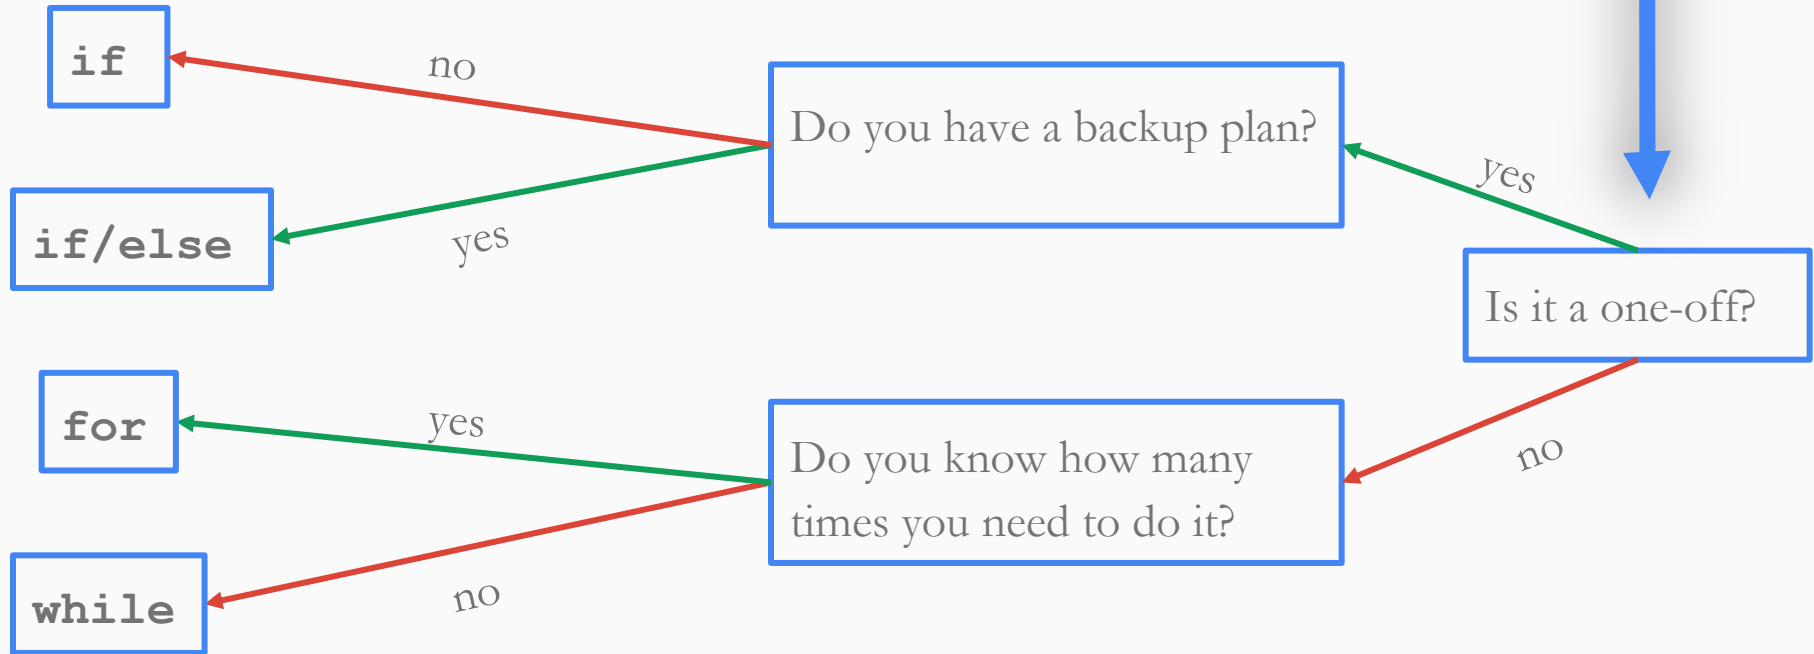 if
no
Do you have a backup plan?
yes
if/else
yes
Is it a one-off?
for
yes
Do you know how many
times you need to do it?
no
while
no